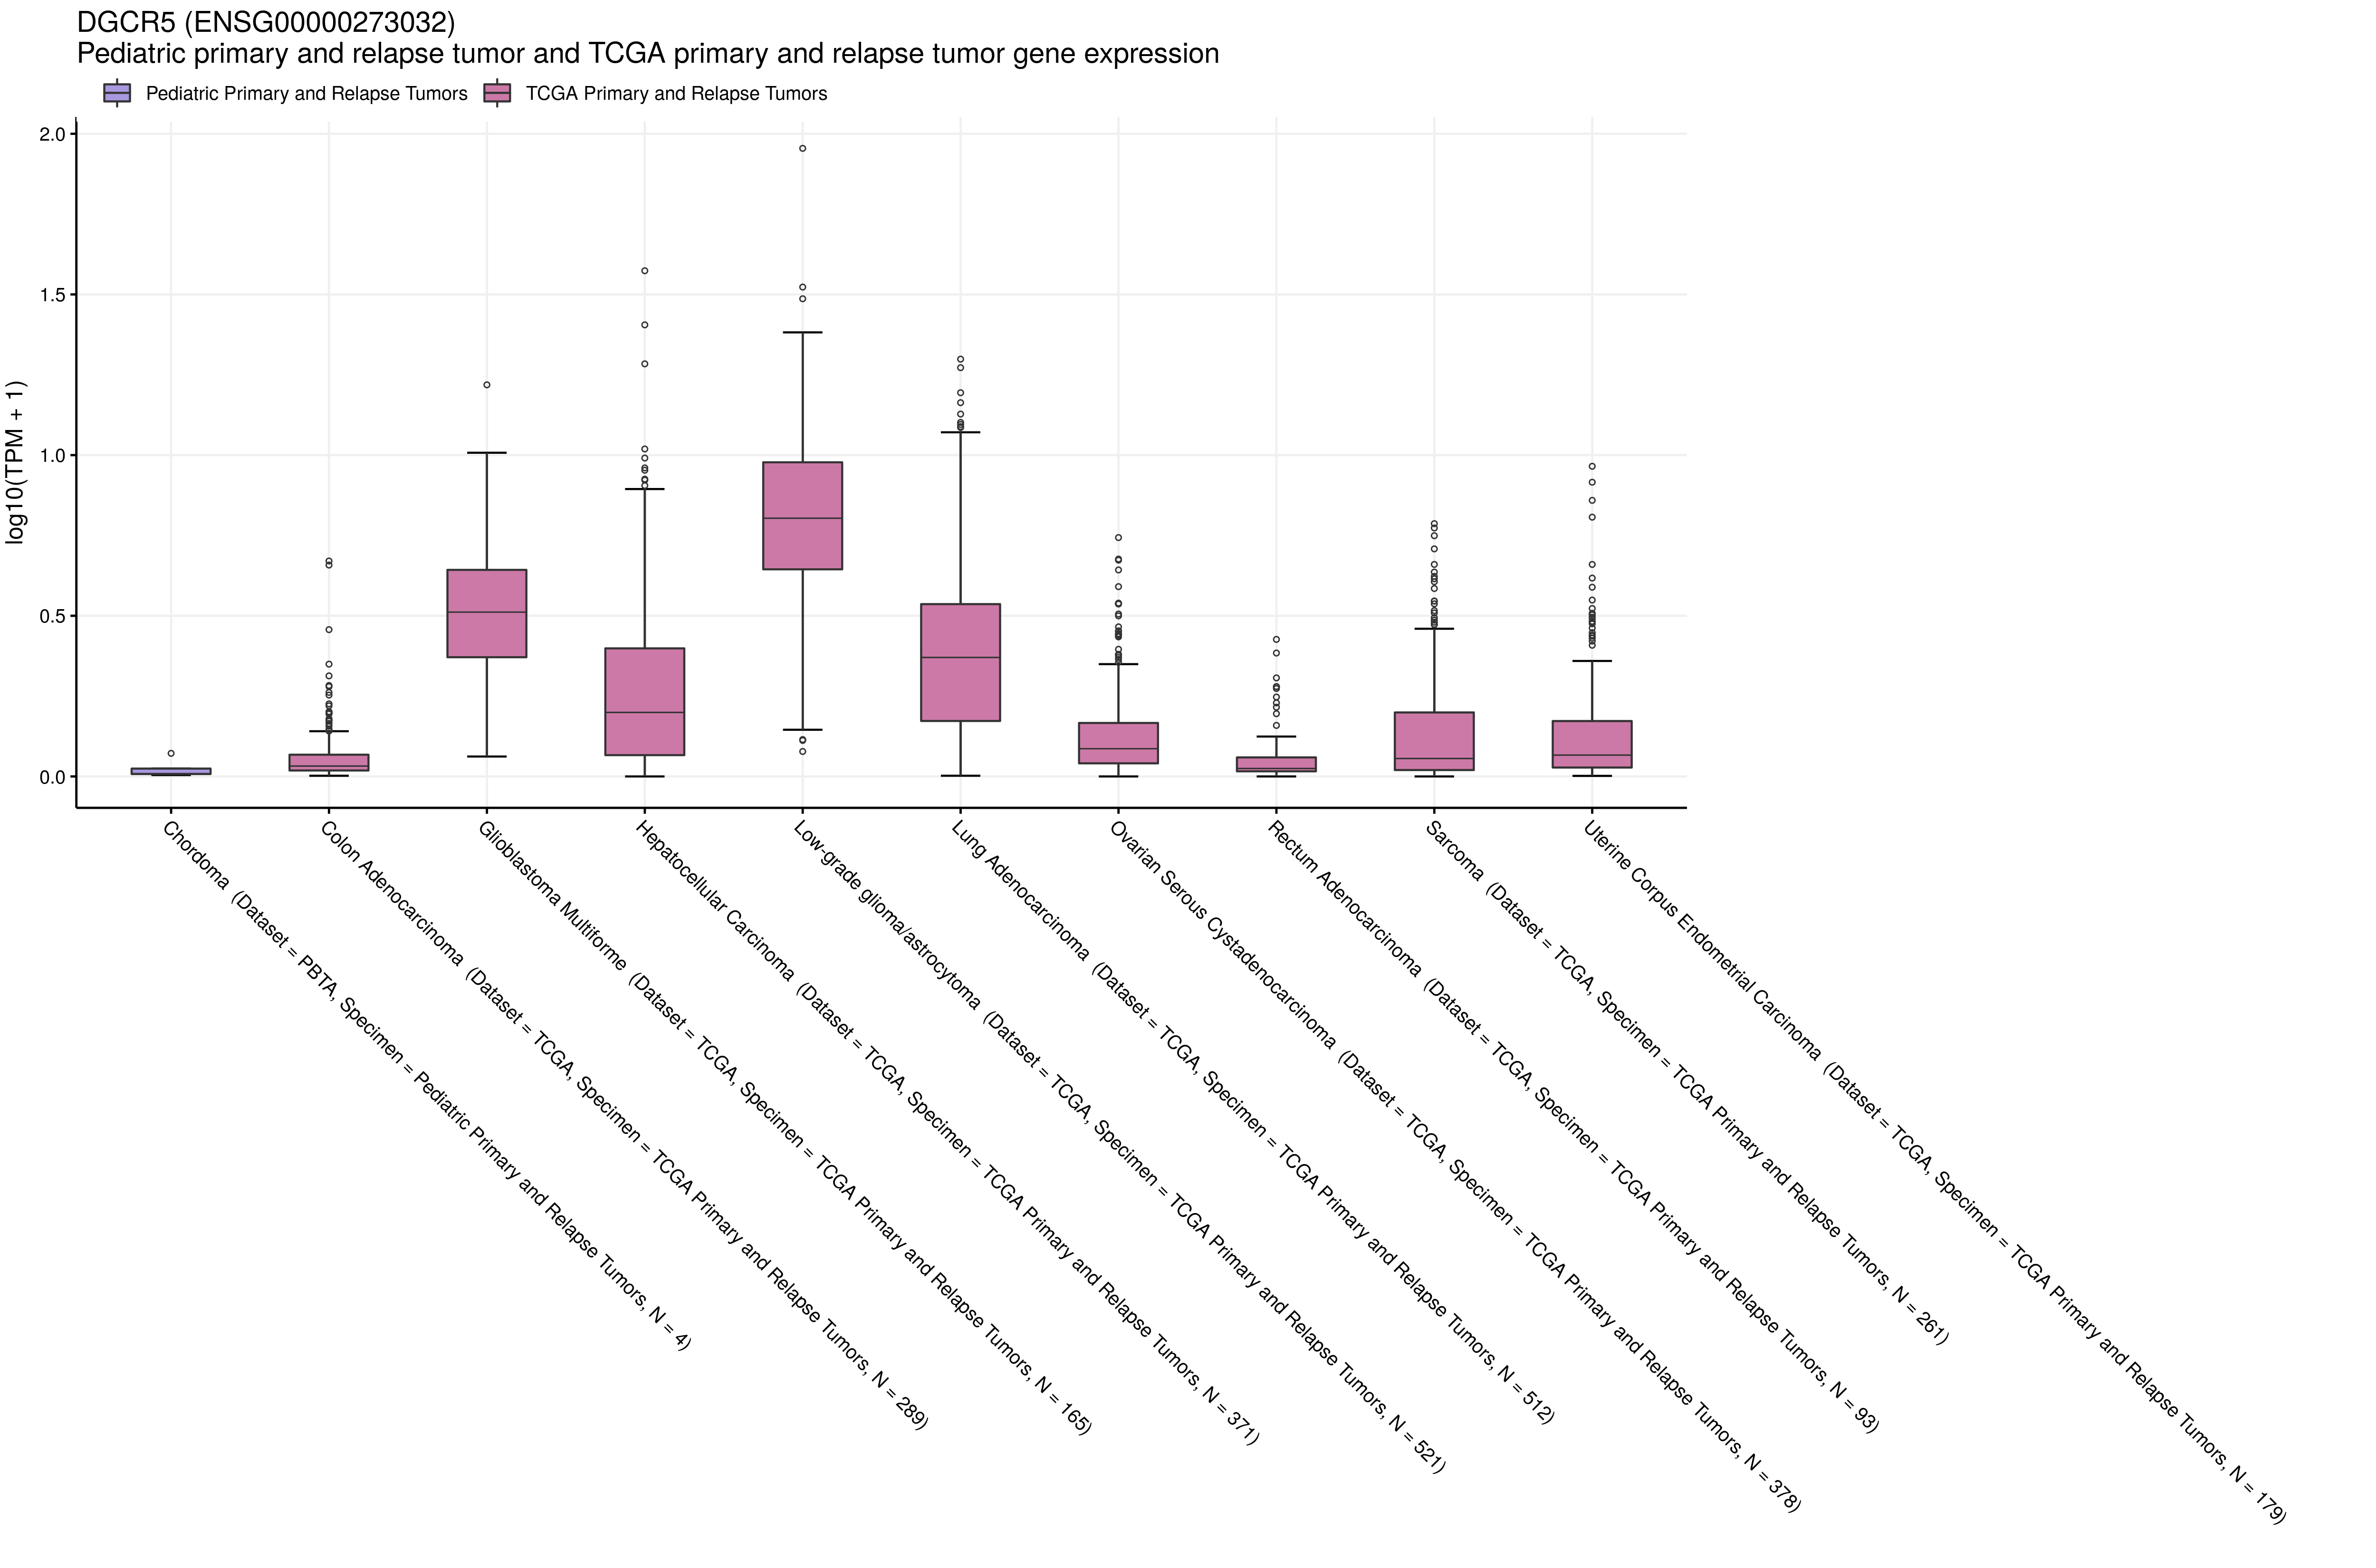 DGCR5 (ENSG00000273032)
Pediatric primary and relapse tumor and TCGA primary and relapse tumor gene expression
Pediatric Primary and Relapse Tumors
TCGA Primary and Relapse Tumors
log10(TPM + 1)
2.0
1.5
1.0
0.5
0.0
Chordoma (Dataset = PBTA, Specimen = Pediatric Primary and Relapse Tumors, N = 4)
Colon Adenocarcinoma (Dataset = TCGA, Specimen = TCGA Primary and Relapse Tumors, N = 289)
Glioblastoma Multiforme (Dataset = TCGA, Specimen = TCGA Primary and Relapse Tumors, N = 165)
Hepatocellular Carcinoma (Dataset = TCGA, Specimen = TCGA Primary and Relapse Tumors, N = 371)
Low-grade glioma/astrocytoma (Dataset = TCGA, Specimen = TCGA Primary and Relapse Tumors, N = 521)
Lung Adenocarcinoma (Dataset = TCGA, Specimen = TCGA Primary and Relapse Tumors, N = 512)
Ovarian Serous Cystadenocarcinoma (Dataset = TCGA, Specimen = TCGA Primary and Relapse Tumors, N = 378)
Rectum Adenocarcinoma (Dataset = TCGA, Specimen = TCGA Primary and Relapse Tumors, N = 93)
Sarcoma (Dataset = TCGA, Specimen = TCGA Primary and Relapse Tumors, N = 261)
Uterine Corpus Endometrial Carcinoma (Dataset = TCGA, Specimen = TCGA Primary and Relapse Tumors, N = 179)